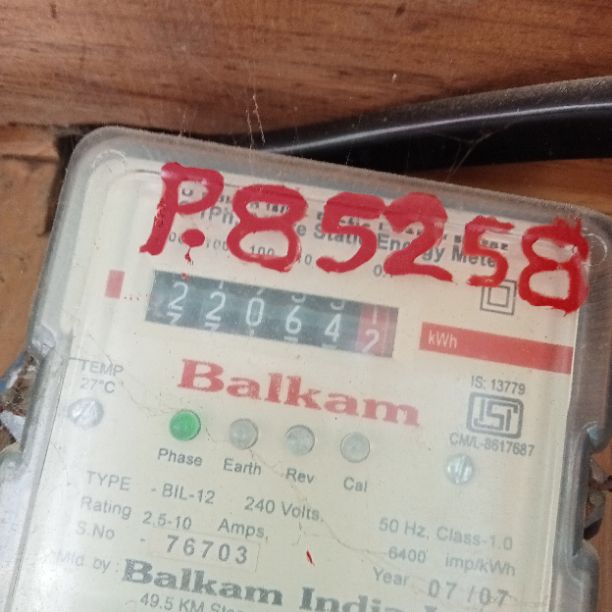 P.85258
Static Energy Meter
22064
kWh
TEMP
27°C
IS: 13779
Balkam
ISI
CM/L-8617687
Phase Earth Rev Cal
TYPE - BIL-12 240 Volts, 50 Hz, Class-1.0
Rating 2.5-10 Amps, 6400 imp/kWh
S.No - 76703 Year 07/07
Mfd by : Balkam India
49.5 KM